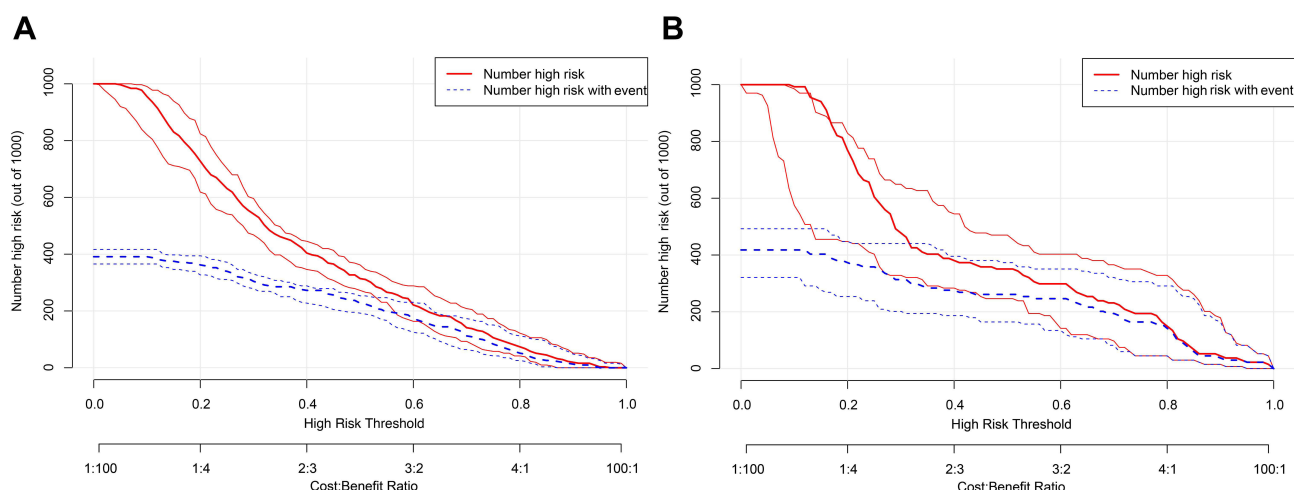 A
Number high risk
Number high risk with event
Number high risk (out of 1000)
1000
800
600
400
200
0
0.0 0.2 0.4 0.6 0.8 1.0
High Risk Threshold
1:100 1:4 2:3 3:2 4:1 100:1
Cost:Benefit Ratio
B
Number high risk
Number high risk with event
Number high risk (out of 1000)
1000
800
600
400
200
0
0.0 0.2 0.4 0.6 0.8 1.0
High Risk Threshold
1:100 1:4 2:3 3:2 4:1 100:1
Cost:Benefit Ratio